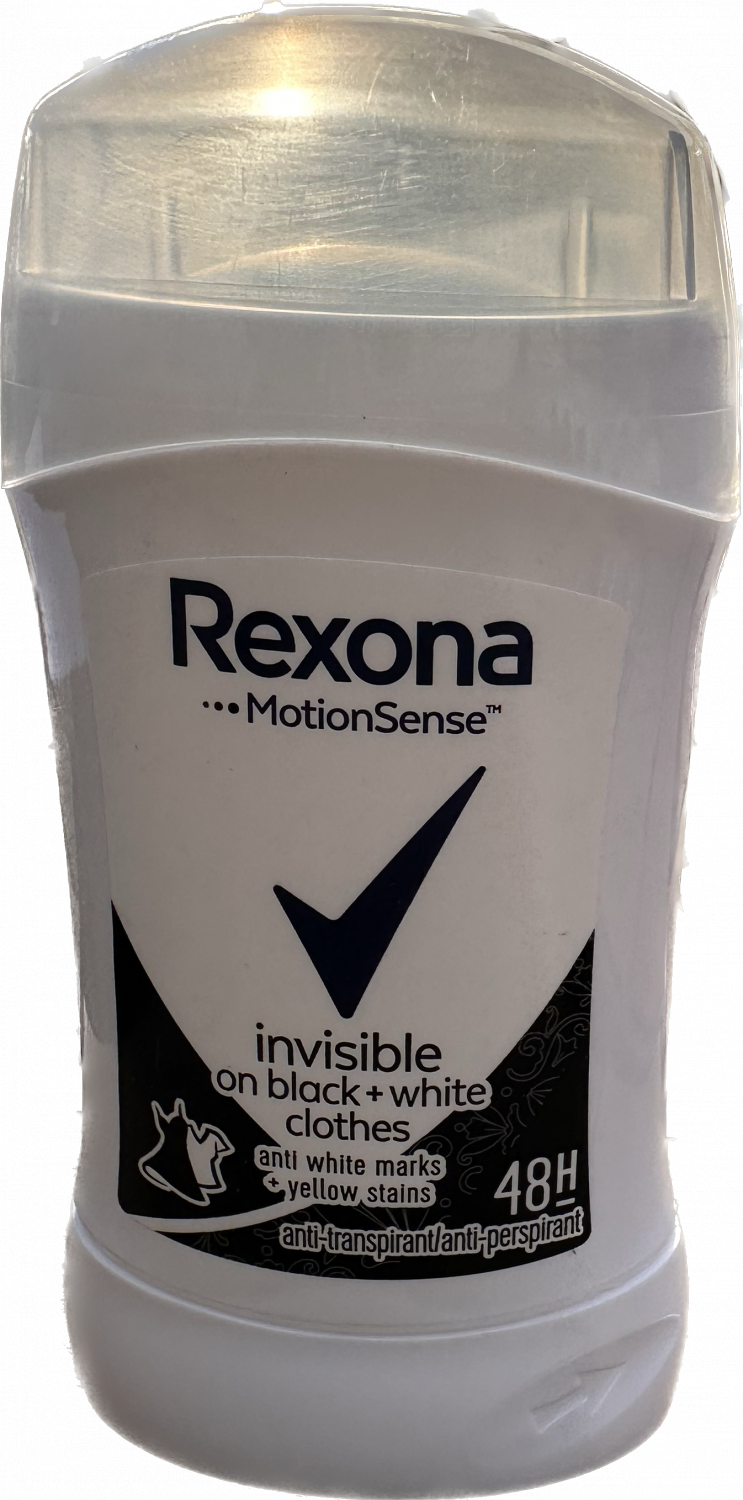 Rexona
MotionSense™
invisible
on black + white
clothes
anti white marks
+ yellow stains
48H
anti-transpirant/anti-perspirant